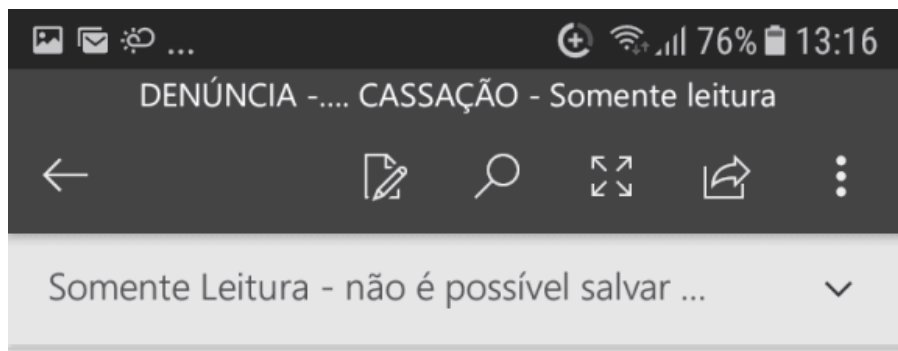 ... 76% 13:16
DENÚNCIA -.... CASSAÇÃO - Somente leitura
Somente Leitura - não é possível salvar ...